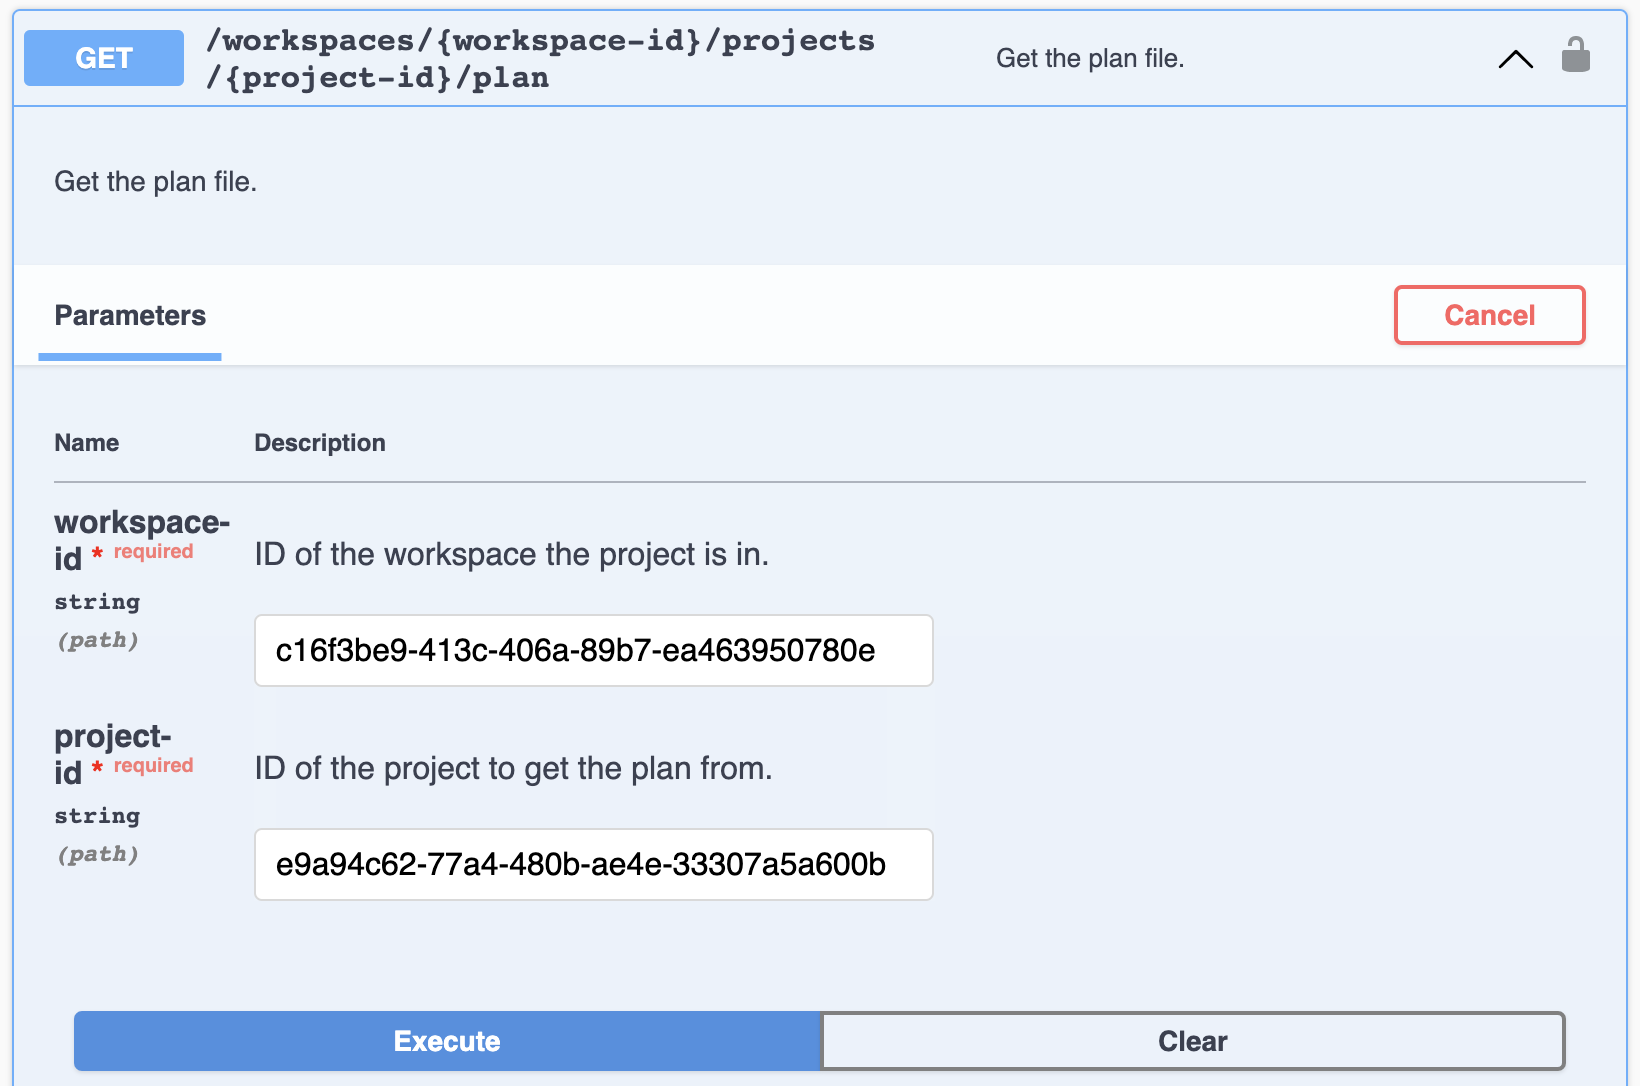 GET
/workspaces/{workspace-id}/projects
/{project-id}/plan
Get the plan file.
Get the plan file.
Parameters
Cancel
Name
Description
workspace-
id * required
string
(path)
ID of the workspace the project is in.
c16f3be9-413c-406a-89b7-ea463950780e
project-
id * required
string
(path)
ID of the project to get the plan from.
e9a94c62-77a4-480b-ae4e-33307a5a600b
Execute
Clear